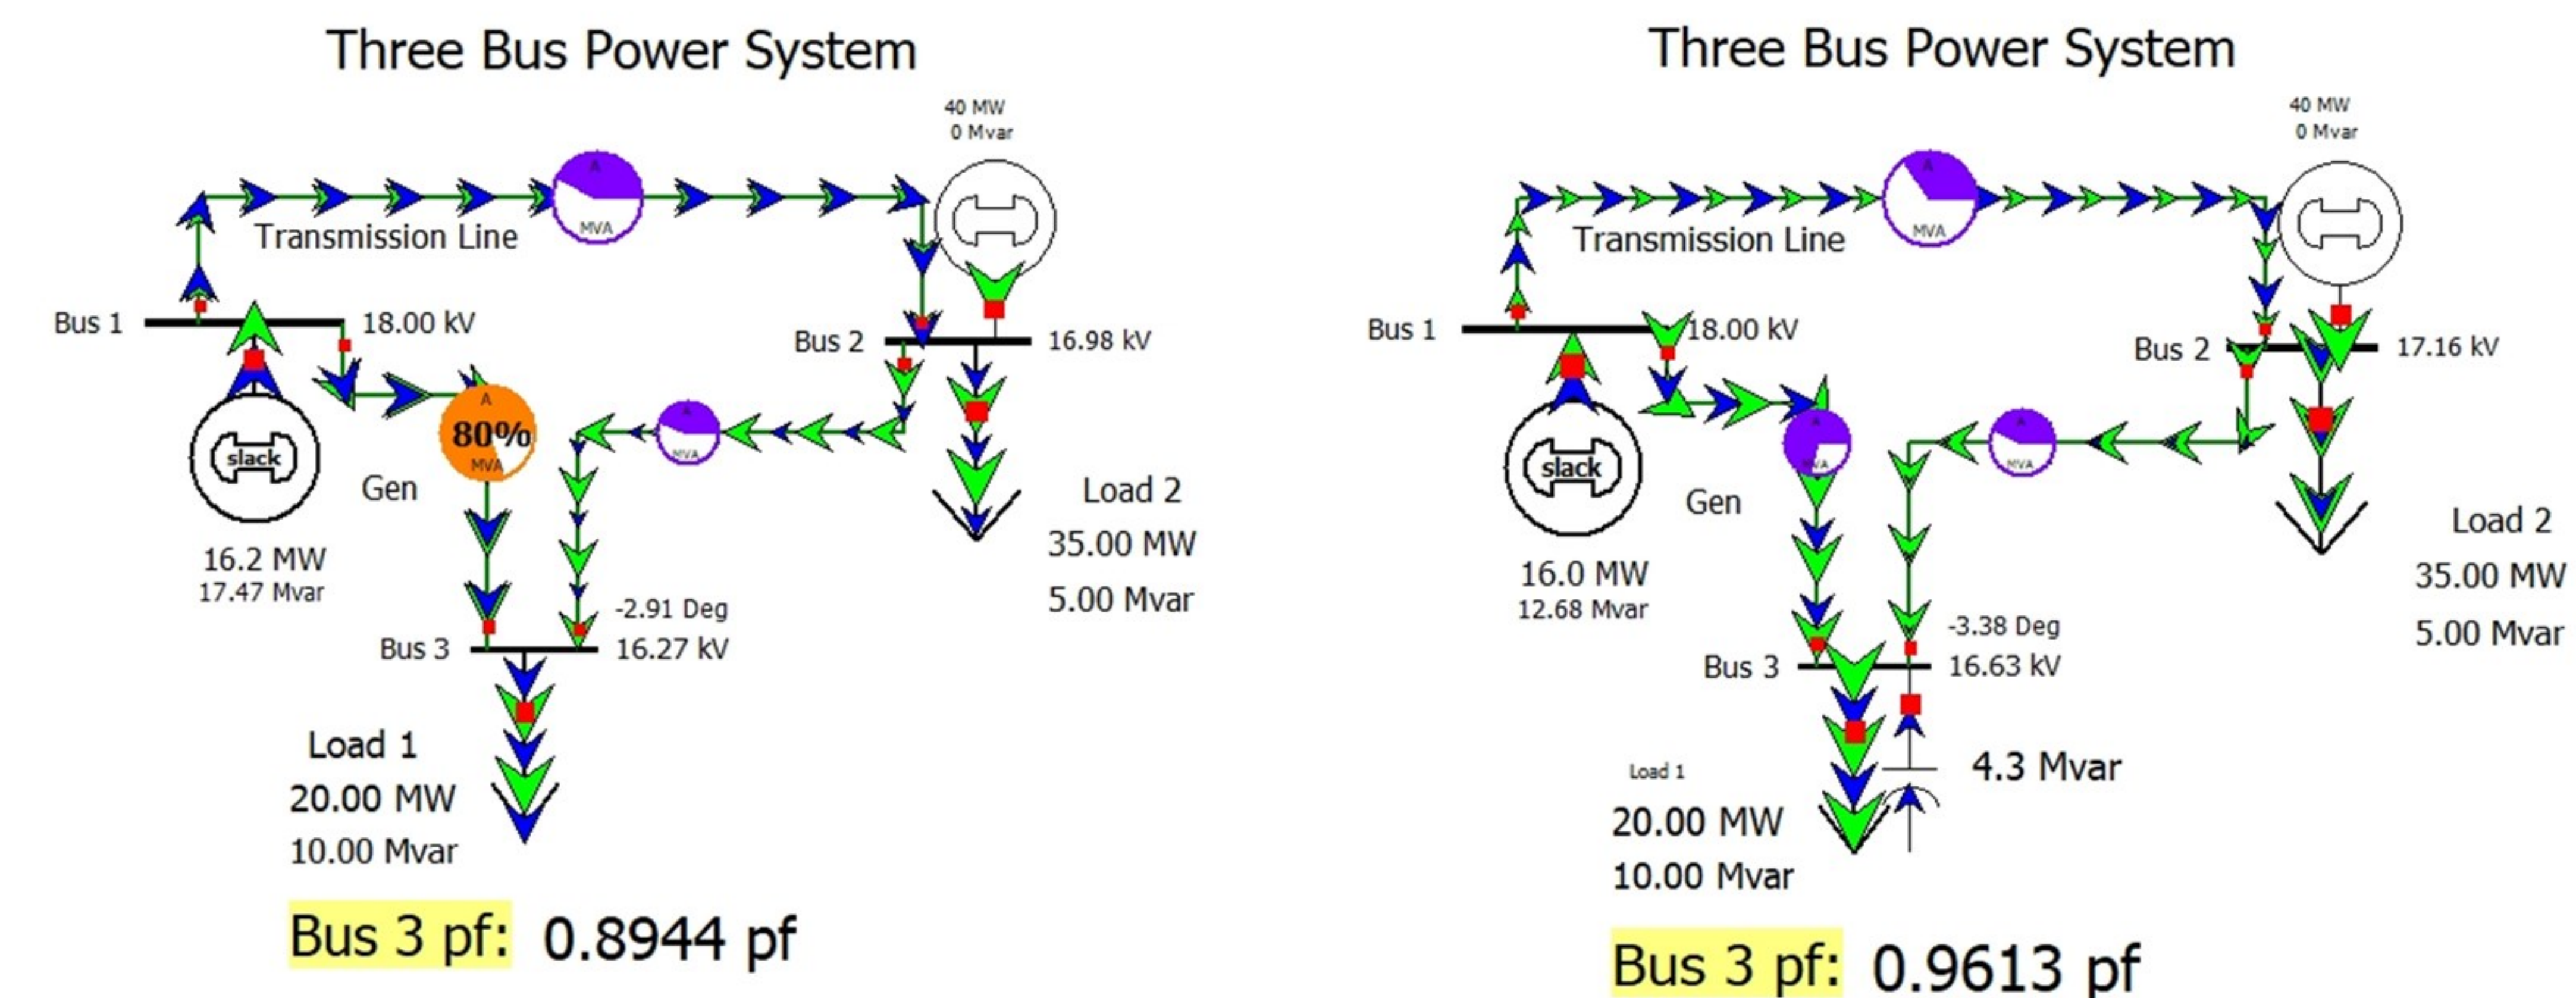 Three Bus Power System
40 MW
0 Mvar
A
MVA
Transmission Line
Bus 1
18.00 kV
Bus 2
16.98 kV
A
80%
MVA
A
MVA
slack
Gen
16.2 MW
17.47 Mvar
Load 2
35.00 MW
5.00 Mvar
-2.91 Deg
Bus 3
16.27 kV
Load 1
20.00 MW
10.00 Mvar
Bus 3 pf: 0.8944 pf
Three Bus Power System
40 MW
0 Mvar
A
MVA
Transmission Line
Bus 1
18.00 kV
Bus 2
17.16 kV
A
MVA
A
MVA
slack
Gen
16.0 MW
12.68 Mvar
Load 2
35.00 MW
5.00 Mvar
-3.38 Deg
Bus 3
16.63 kV
4.3 Mvar
Load 1
20.00 MW
10.00 Mvar
Bus 3 pf: 0.9613 pf